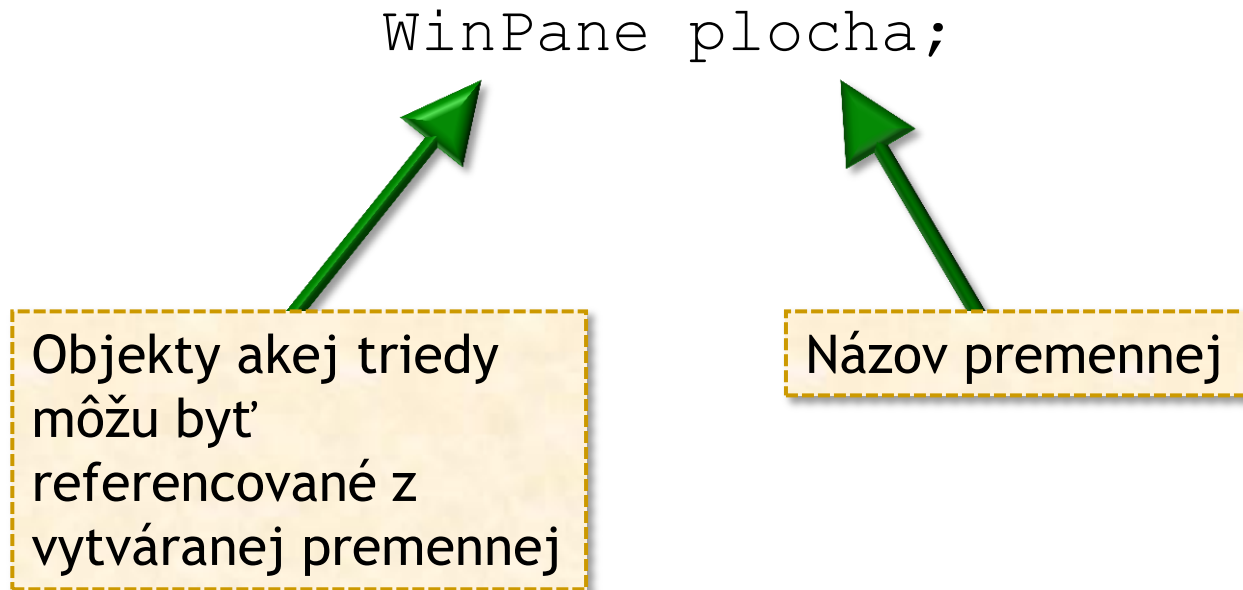 WinPane plocha;
Objekty akej triedy
môžu byť
referencované z
vytváranej premennej
Názov premennej